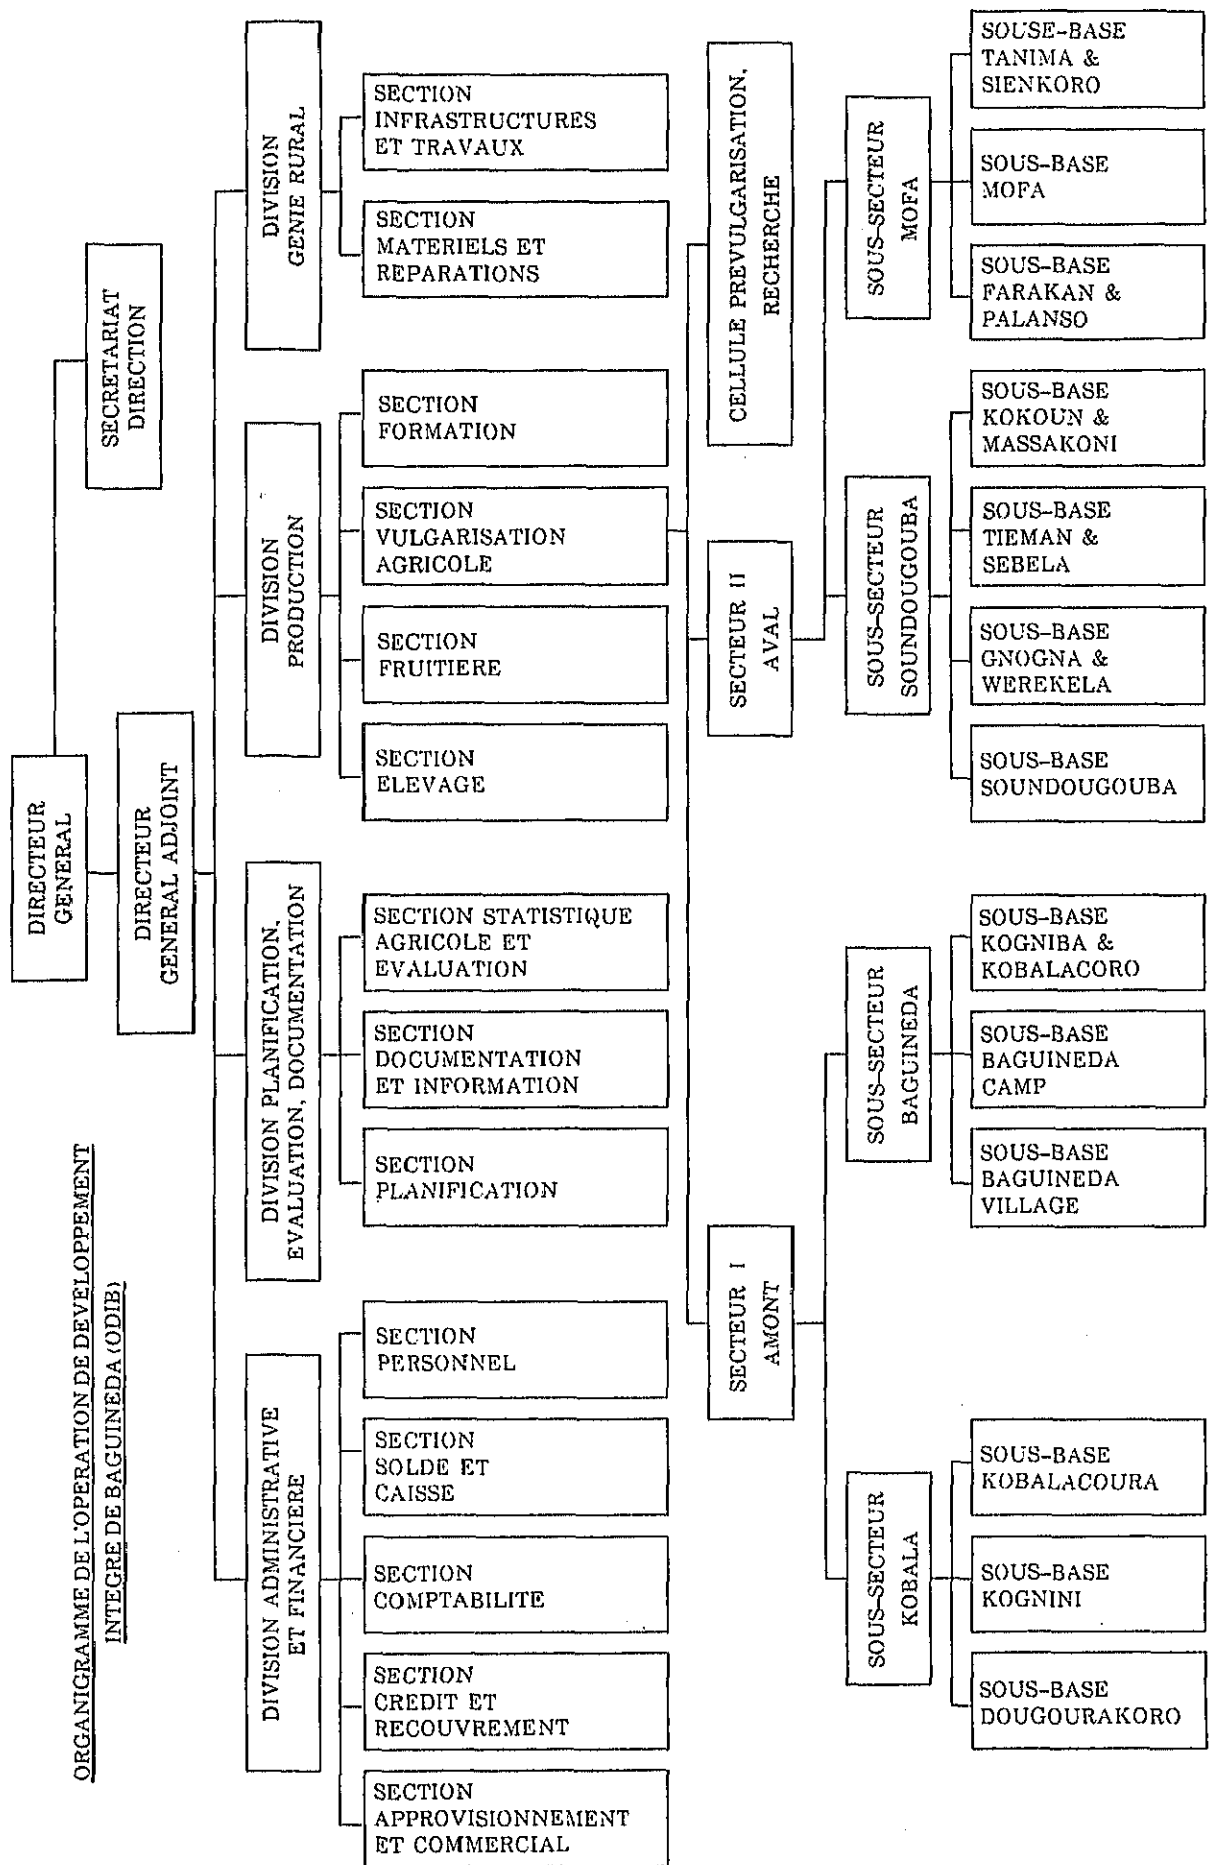 ORGANIGRAMME DE L'OPERATION DE DEVELOPPEMENT
INTEGRE DE BAGUINEDA (ODIB)
DIRECTEUR
GENERAL
SECRETARIAT
DIRECTION
DIRECTEUR
GENERAL ADJOINT
DIVISION ADMINISTRATIVE
ET FINANCIERE
DIVISION PLANIFICATION,
EVALUATION, DOCUMENTATION
DIVISION
PRODUCTION
DIVISION
GENIE RURAL
SECTION
APPROVISIONNEMENT
ET COMMERCIAL
SECTION
CREDIT ET
RECOUVREMENT
SECTION
COMPTABILITE
SECTION
SOLDE ET
CAISSE
SECTION
PERSONNEL
SECTION
PLANIFICATION
SECTION
DOCUMENTATION
ET INFORMATION
SECTION STATISTIQUE
AGRICOLE ET
EVALUATION
SECTION
ELEVAGE
SECTION
FRUITIERE
SECTION
VULGARISATION
AGRICOLE
SECTION
FORMATION
SECTION
MATERIELS ET
REPARATIONS
SECTION
INFRASTRUCTURES
ET TRAVAUX
SECTEUR I
AMONT
SECTEUR II
AVAL
CELLULE PREVULGARISATION,
RECHERCHE
SOUS-SECTEUR
KOBALA
SOUS-SECTEUR
BAGUINEDA
SOUS-SECTEUR
SOUNDOUGOUBA
SOUS-SECTEUR
MOFA
SOUS-BASE
DOUGOURAKORO
SOUS-BASE
KOGNINI
SOUS-BASE
KOBALACOURA
SOUS-BASE
BAGUINEDA
VILLAGE
SOUS-BASE
BAGUINEDA
CAMP
SOUS-BASE
KOGNIBA &
KOBALACORO
SOUS-BASE
SOUNDOUGOUBA
SOUS-BASE
GNOGNA &
WEREKELA
SOUS-BASE
TIEMAN &
SEBELA
SOUS-BASE
KOKOUN &
MASSAKONI
SOUS-BASE
FARAKAN &
PALANSO
SOUS-BASE
MOFA
SOUSE-BASE
TANIMA &
SIENKORO